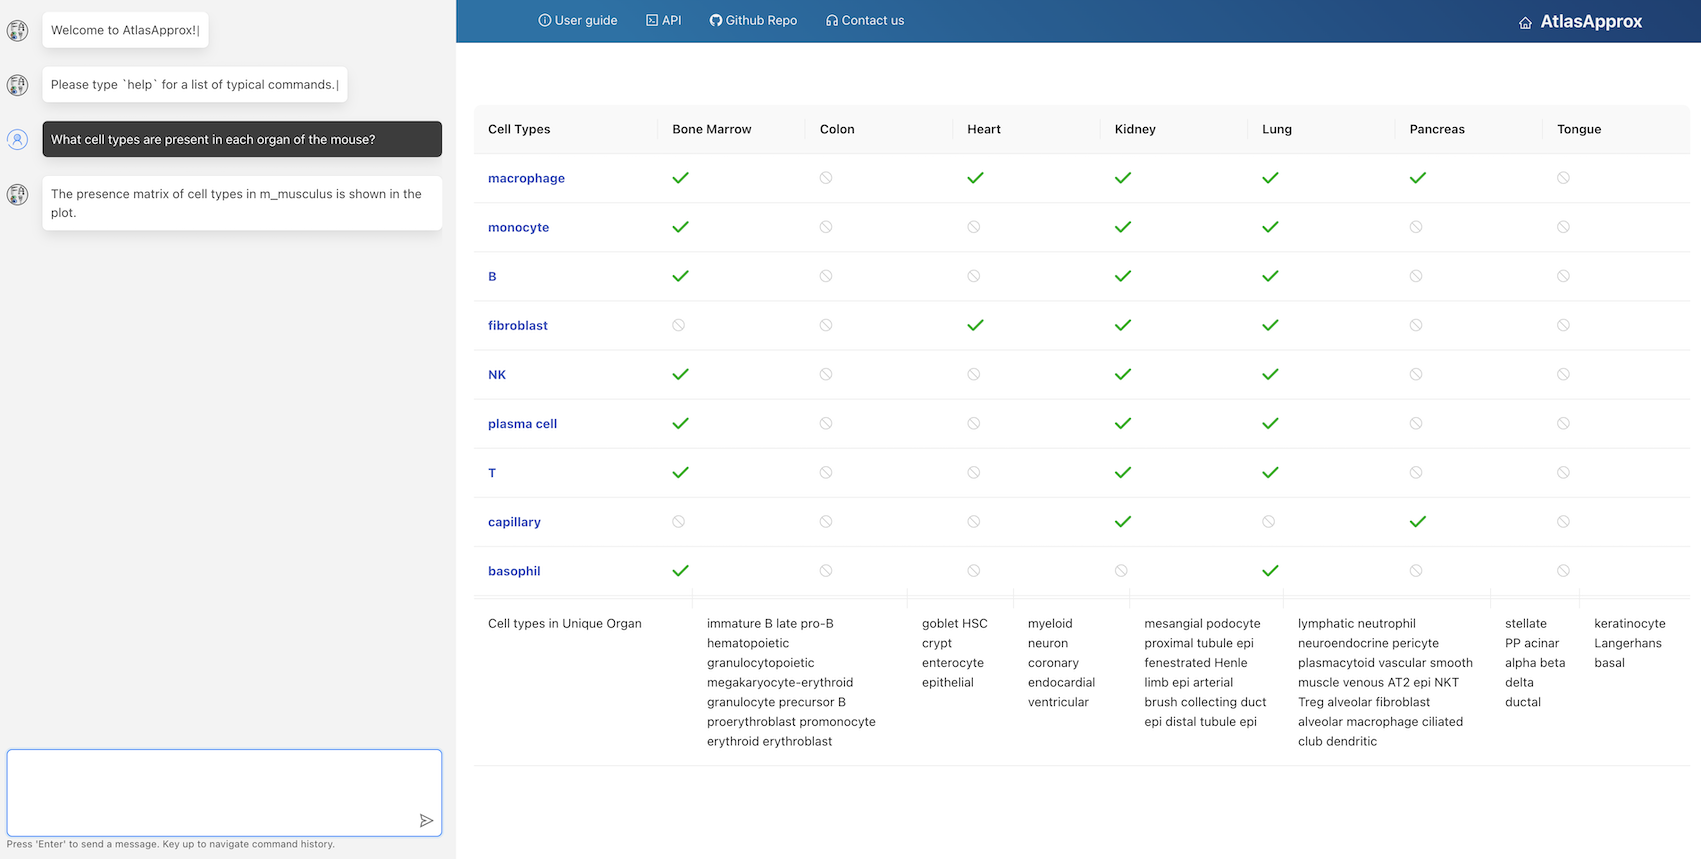 Welcome to AtlasApprox!|
Please type `help` for a list of typical commands.|
What cell types are present in each organ of the mouse?
The presence matrix of cell types in m_musculus is shown in the
plot.
Press 'Enter' to send a message. Key up to navigate command history.
User guide API Github Repo Contact us AtlasApprox
Cell Types Bone Marrow Colon Heart Kidney Lung Pancreas Tongue
macrophage
monocyte
B
fibroblast
NK
plasma cell
T
capillary
basophil
Cell types in Unique Organ
immature B late pro-B
hematopoietic
granulocytopoietic
megakaryocyte-erythroid
granulocyte precursor B
proerythroblast promonocyte
erythroid erythroblast
goblet HSC
crypt
enterocyte
epithelial
myeloid
neuron
coronary
endocardial
ventricular
mesangial podocyte
proximal tubule epi
fenestrated Henle
limb epi arterial
brush collecting duct
epi distal tubule epi
lymphatic neutrophil
neuroendocrine pericyte
plasmacytoid vascular smooth
muscle venous AT2 epi NKT
Treg alveolar fibroblast
alveolar macrophage ciliated
club dendritic
stellate
PP acinar
alpha beta
delta
ductal
keratinocyte
Langerhans
basal